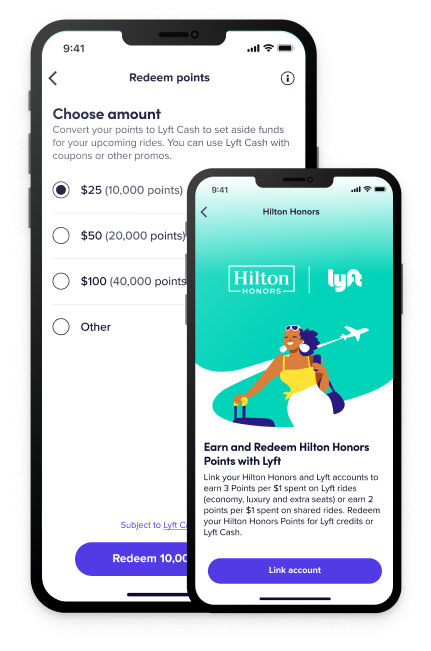 9:41
Redeem points
Choose amount
Convert your points to Lyft Cash to set aside funds
for your upcoming rides. You can use Lyft Cash with
coupons or other promos.
$25 (10,000 points)
$50 (20,000 points)
$100 (40,000 points
Other
Subject to Lyft
Redeem
9:41
Hilton Honors
Hilton
HONORS
lyft
Earn and Redeem Hilton Honors
Points with Lyft
Link your Hilton Honors and Lyft accounts to
earn 3 Points per $1 spent on Lyft rides
(economy, luxury and extra seats) or earn 2
points per $1 spent on shared rides. Redeem
your Hilton Honors Points for Lyft credits or
Lyft Cash.
Link account